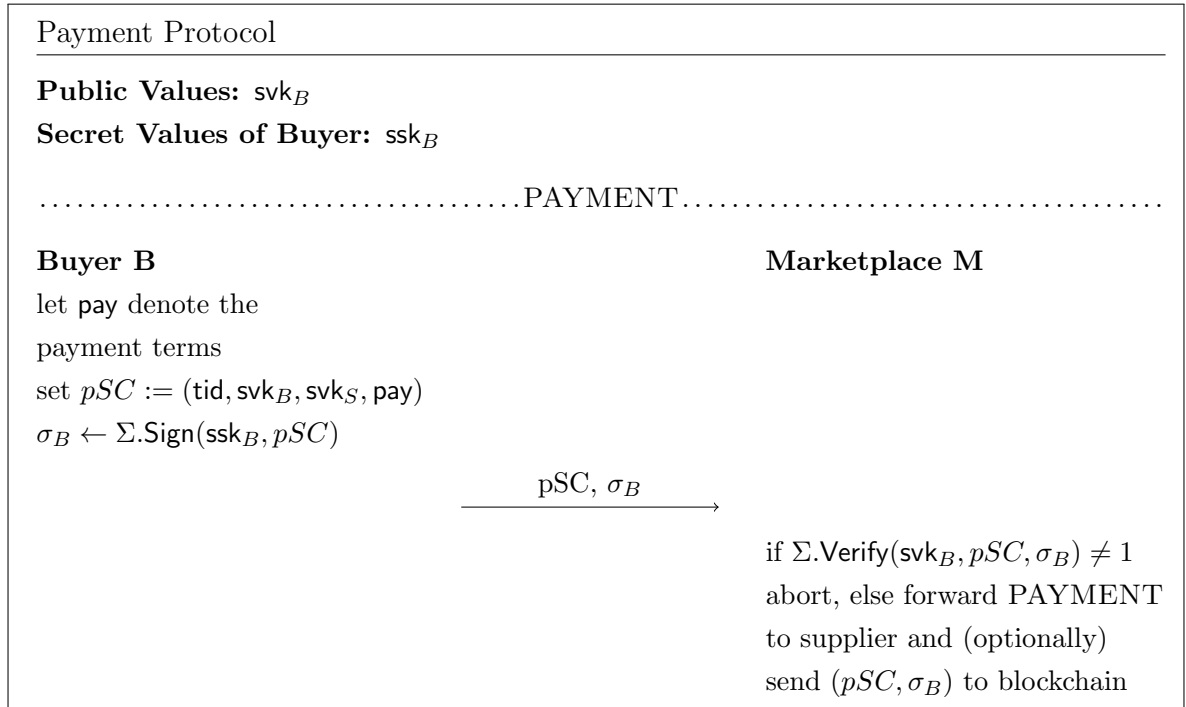 Payment Protocol
Public Values: svk_B
Secret Values of Buyer: ssk_B
........................................PAYMENT........................................
Buyer B
Marketplace M
let pay denote the
payment terms
set pSC := (tid, svk_B, svk_S, pay)
σ_B ← Σ.Sign(ssk_B, pSC)
pSC, σ_B
if Σ.Verify(svk_B, pSC, σ_B) ≠ 1
abort, else forward PAYMENT
to supplier and (optionally)
send (pSC, σ_B) to blockchain